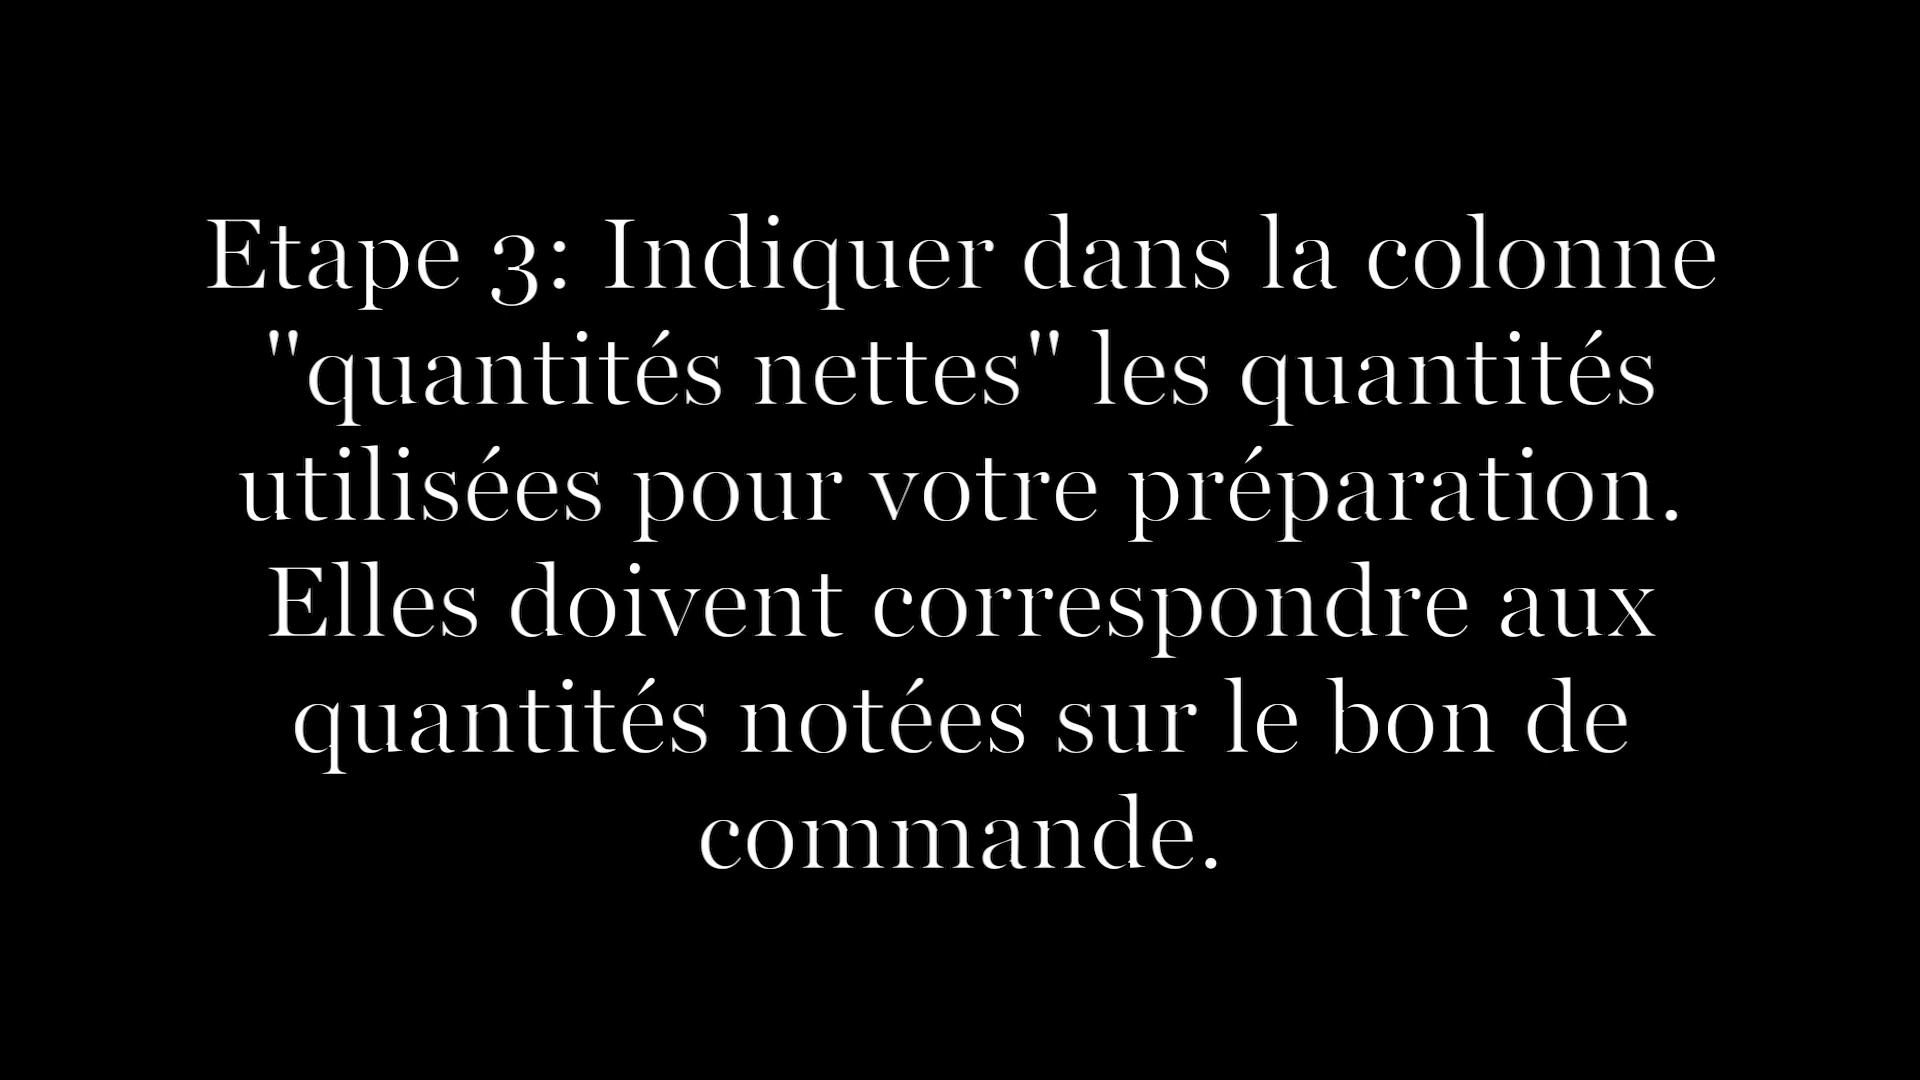 Etape 3: Indiquer dans la colonne
"quantités nettes" les quantités
utilisées pour votre préparation.
Elles doivent correspondre aux
quantités notées sur le bon de
commande.